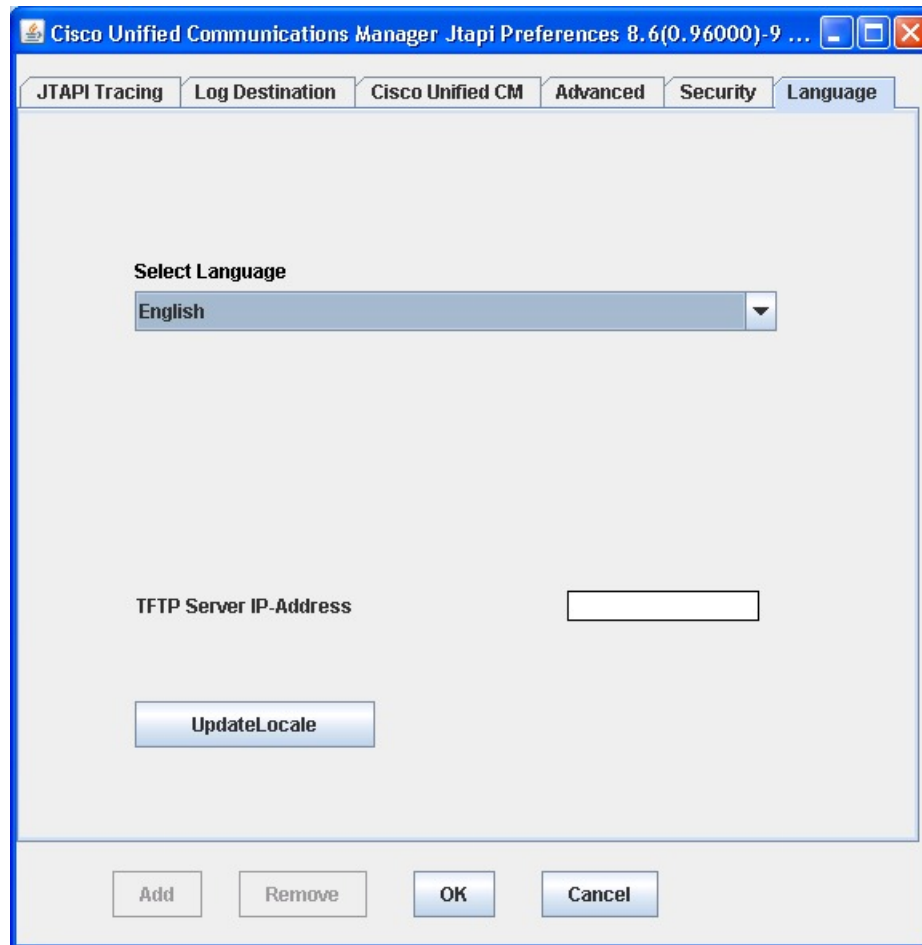 Cisco Unified Communications Manager Jtapi Preferences 8.6(0.96000)-9 ...
JTAPI Tracing Log Destination Cisco Unified CM Advanced Security Language
Select Language
English
TFTP Server IP-Address
UpdateLocale
Add Remove OK Cancel